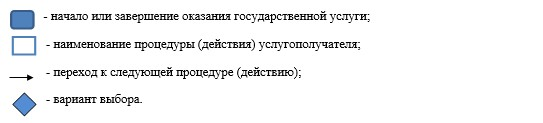 - начало или завершение оказания государственной услуги;
- наименование процедуры (действия) услугополучателя;
- переход к следующей процедуре (действию);
- вариант выбора.